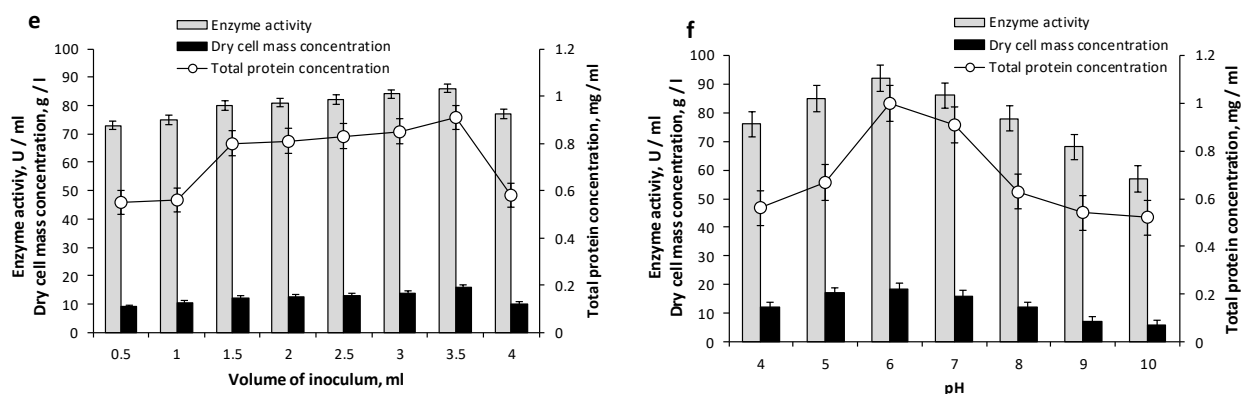 e
Enzyme activity
Dry cell mass concentration
Total protein concentration
Enzyme activiy, U / ml
Dry cell mass concentration, g / l
100
90
80
70
60
50
40
30
20
10
0
1.2
1
0.8
0.6
0.4
0.2
0
Total protein concentration, mg / ml
0.5 1 1.5 2 2.5 3 3.5 4
Volume of inoculum, ml
f
Enzyme activity
Dry cell mass concentration
Total protein concentration
Enzyme activiy, U / ml
Dry cell mass concentration, g / l
100
90
80
70
60
50
40
30
20
10
0
1.2
1
0.8
0.6
0.4
0.2
0
Total protein concentration, mg / ml
4 5 6 7 8 9 10
pH